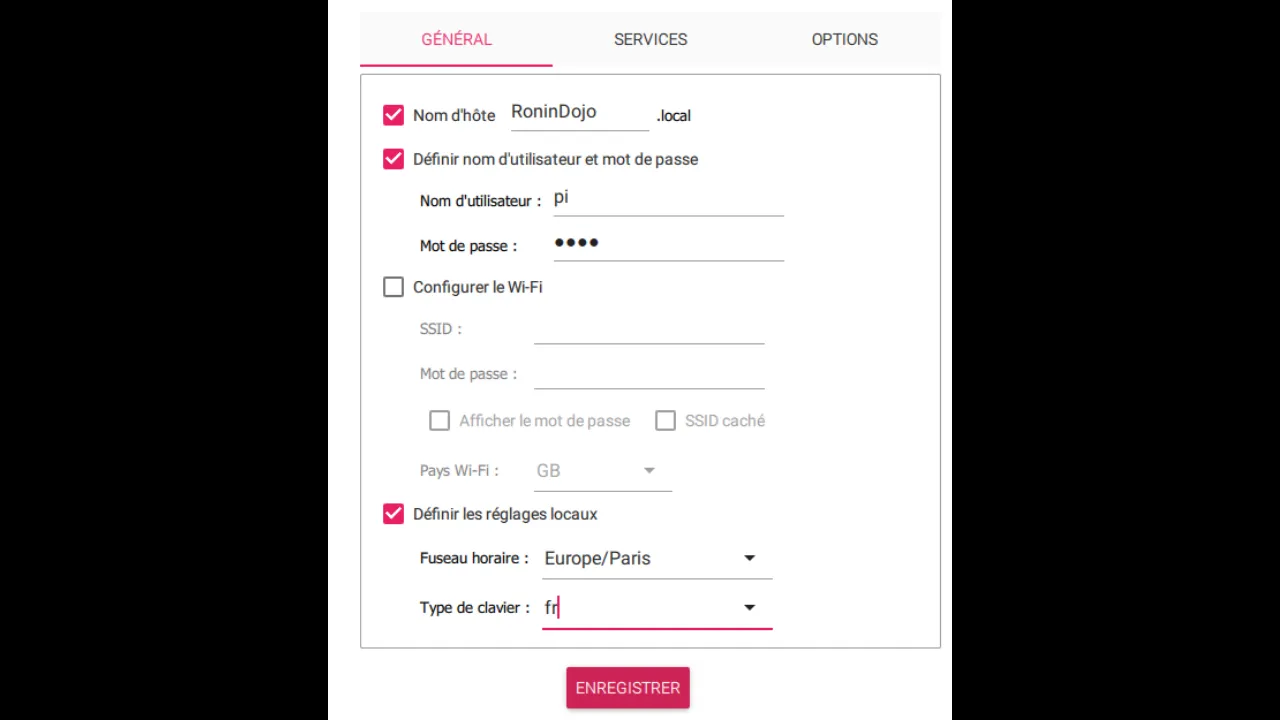 GÉNÉRAL SERVICES OPTIONS
Nom d'hôte RoninDojo .local
Définir nom d'utilisateur et mot de passe
Nom d'utilisateur : pi
Mot de passe : ●●●●
Configurer le Wi-Fi
SSID :
Mot de passe :
Afficher le mot de passe SSID caché
Pays Wi-Fi : GB
Définir les réglages locaux
Fuseau horaire : Europe/Paris
Type de clavier : fr
ENREGISTRER